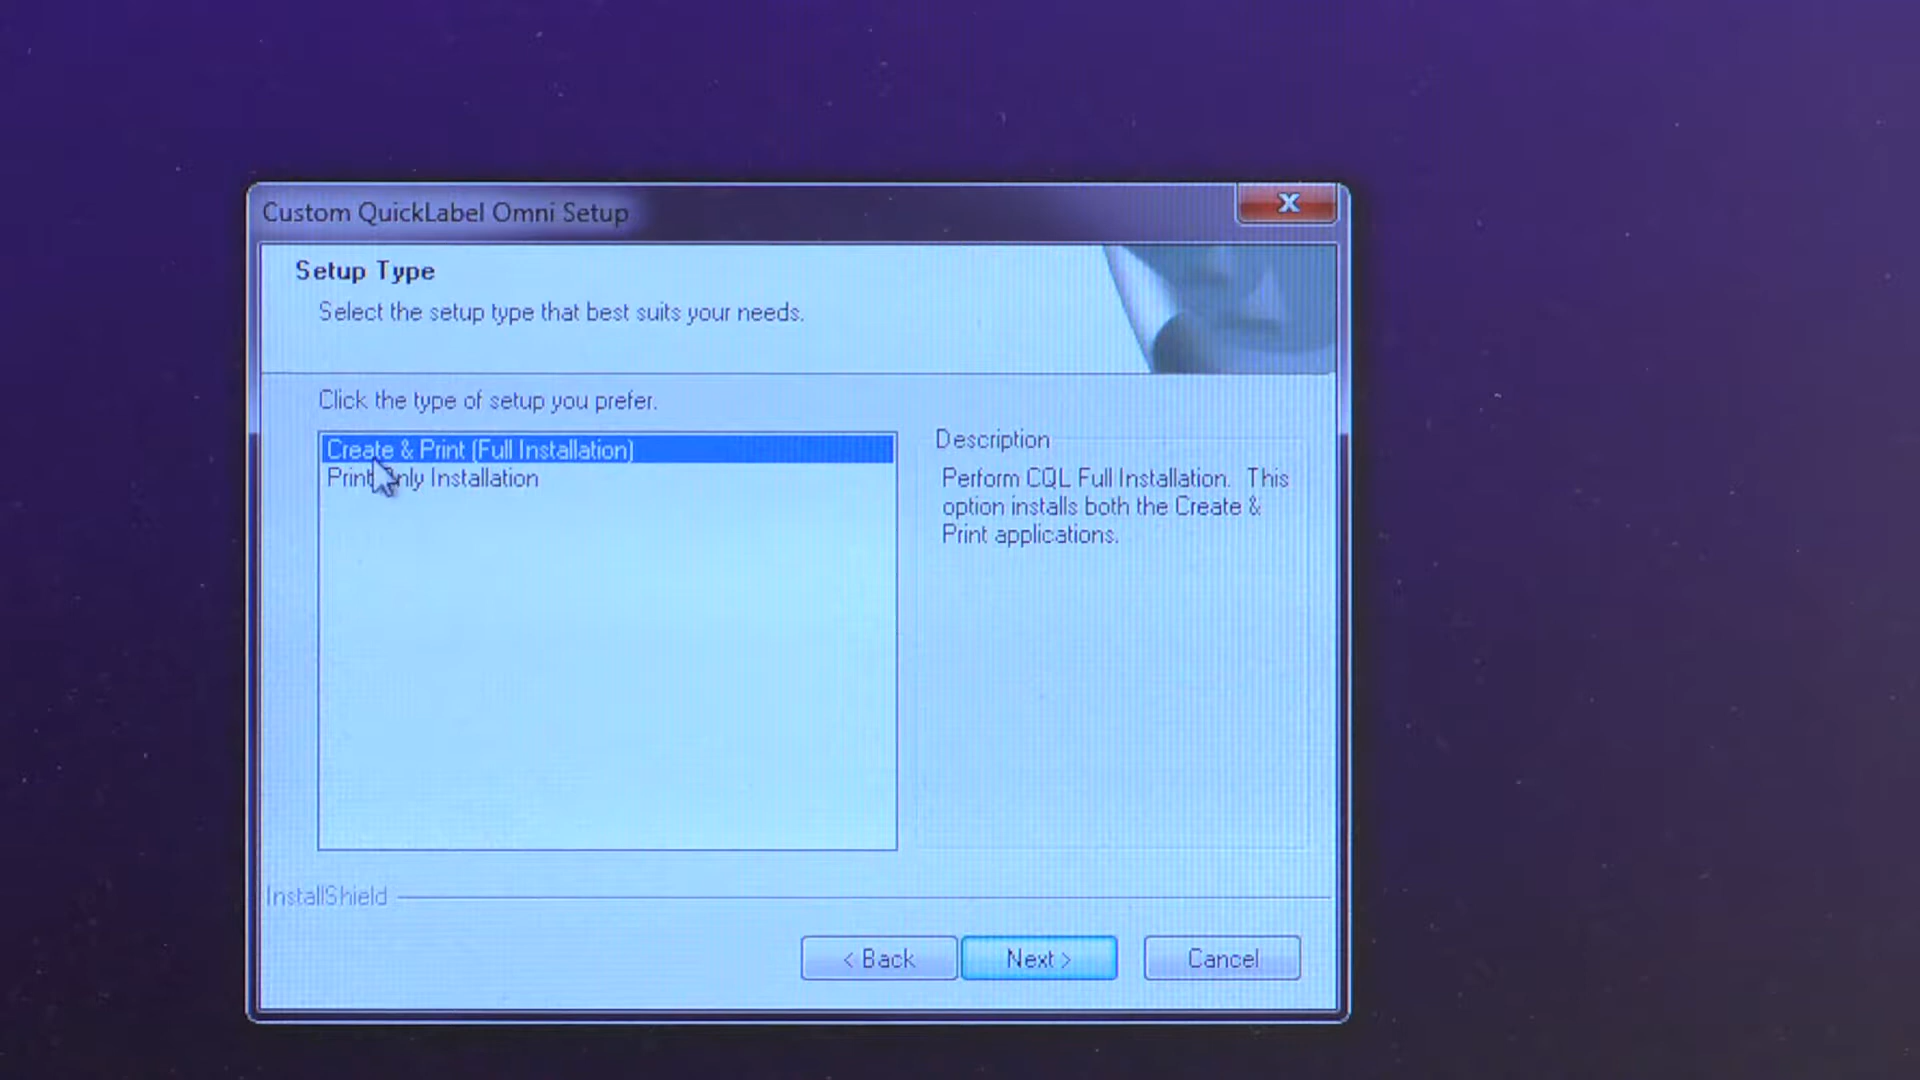 Custom QuickLabel Omni Setup
X
Setup Type
Select the setup type that best suits your needs.
Click the type of setup you prefer.
Create & Print (Full Installation)
Print Only Installation
Description
Perform CQL Full Installation. This
option installs both the Create &
Print applications.
InstallShield
< Back
Next >
Cancel